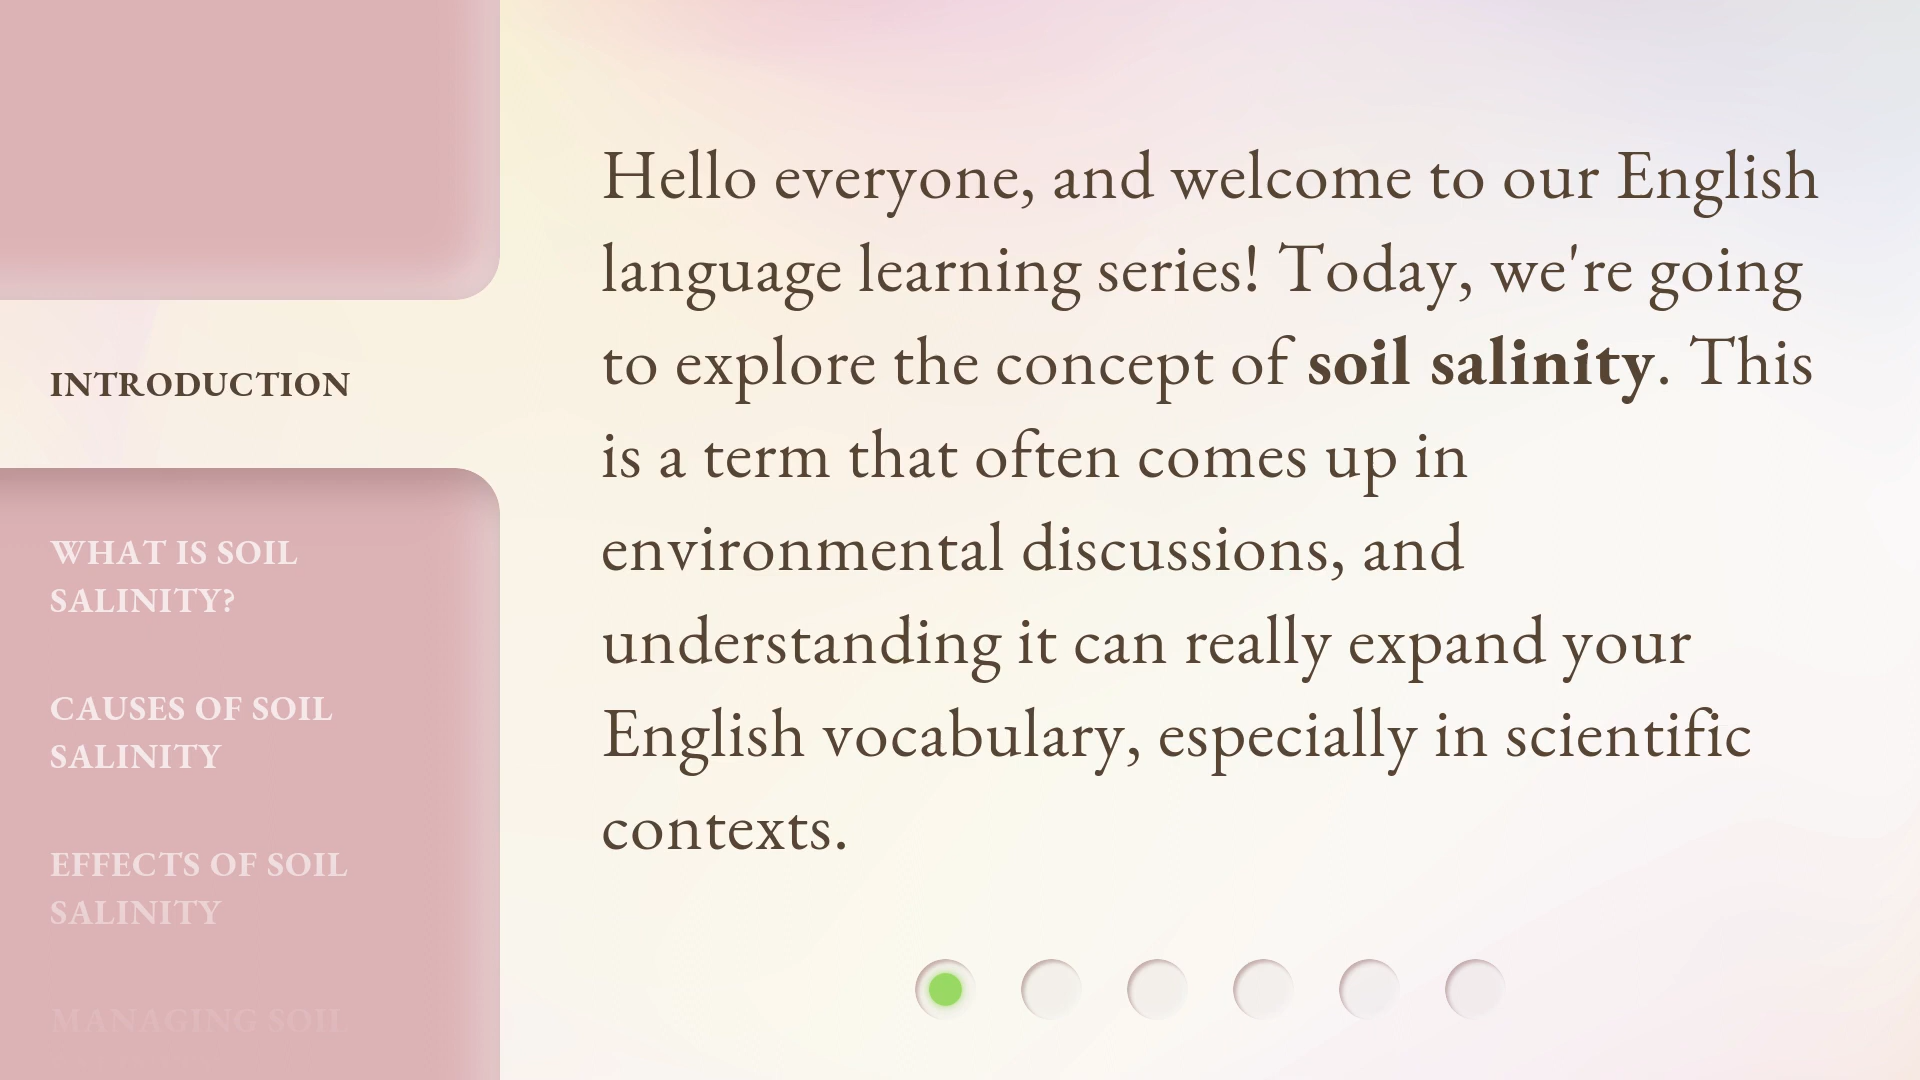 INTRODUCTION
WHAT IS SOIL
SALINITY?
CAUSES OF SOIL
SALINITY
EFFECTS OF SOIL
SALINITY
MANAGING SOIL
Hello everyone, and welcome to our English
language learning series! Today, we're going
to explore the concept of soil salinity. This
is a term that often comes up in
environmental discussions, and
understanding it can really expand your
English vocabulary, especially in scientific
contexts.